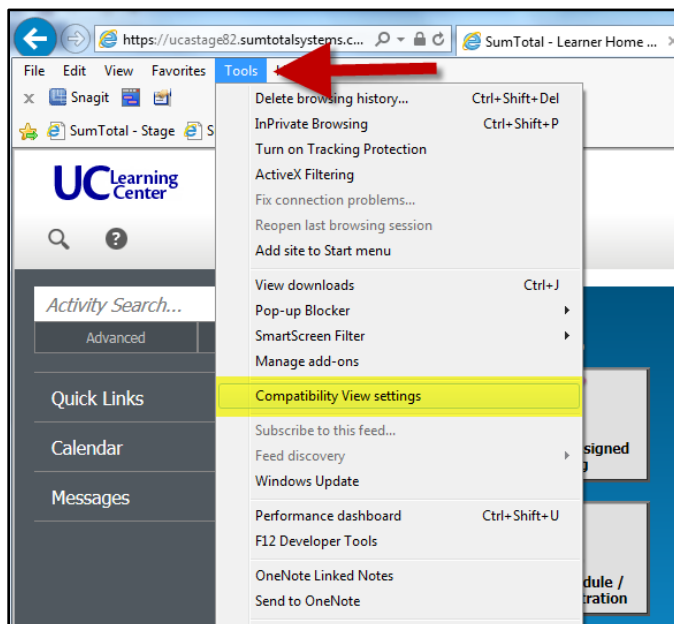 https://ucastage82.sumtotalsystems.c...
SumTotal - Learner Home ...
File Edit View Favorites Tools
Snagit
SumTotal - Stage S
UC Learning Center
Activity Search...
Advanced
Quick Links
Calendar
Messages
Delete browsing history... Ctrl+Shift+Del
InPrivate Browsing Ctrl+Shift+P
Turn on Tracking Protection
ActiveX Filtering
Fix connection problems...
Reopen last browsing session
Add site to Start menu
View downloads Ctrl+J
Pop-up Blocker
SmartScreen Filter
Manage add-ons
Compatibility View settings
Subscribe to this feed...
Feed discovery
Windows Update
Performance dashboard Ctrl+Shift+U
F12 Developer Tools
OneNote Linked Notes
Send to OneNote
signed
dule /
tration